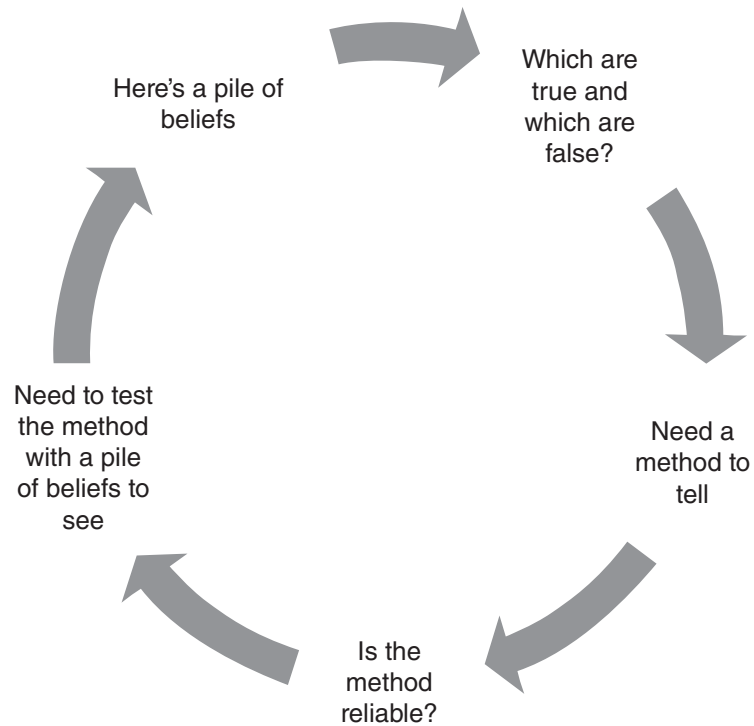 Here’s a pile of
beliefs
Which are
true and
which are
false?
Need a
method to
tell
Is the
method
reliable?
Need to test
the method
with a pile
of beliefs to
see